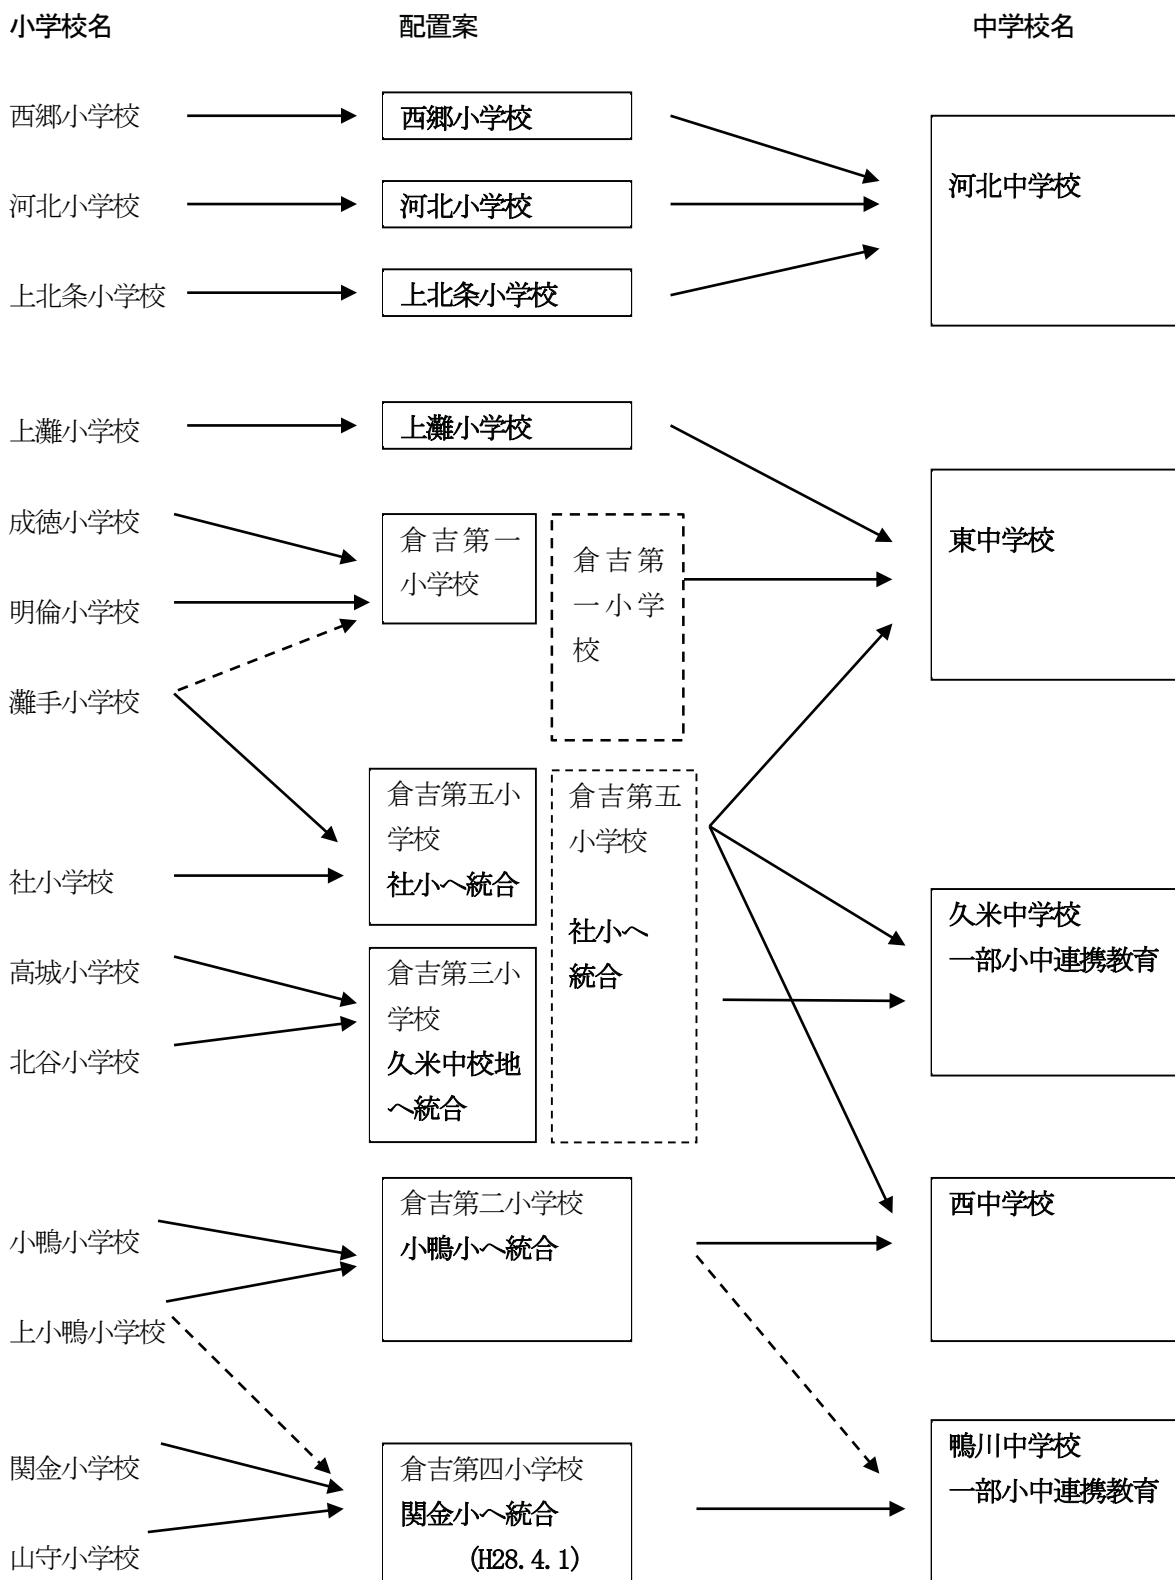 小学校名
配置案
中学校名
西郷小学校
西郷小学校
河北小学校
河北小学校
河北中学校
上北条小学校
上北条小学校
上灘小学校
上灘小学校
成徳小学校
倉吉第一
小学校
倉吉第
一小学
校
東中学校
明倫小学校
灘手小学校
倉吉第五小
学校
社小へ統合
倉吉第五
小学校
社小へ
統合
社小学校
久米中学校
一部小中連携教育
高城小学校
倉吉第三小
学校
久米中校地
へ統合
北谷小学校
小鴨小学校
倉吉第二小学校
小鴨小へ統合
西中学校
上小鴨小学校
関金小学校
倉吉第四小学校
関金小へ統合
(H28.4.1)
鴨川中学校
一部小中連携教育
山守小学校